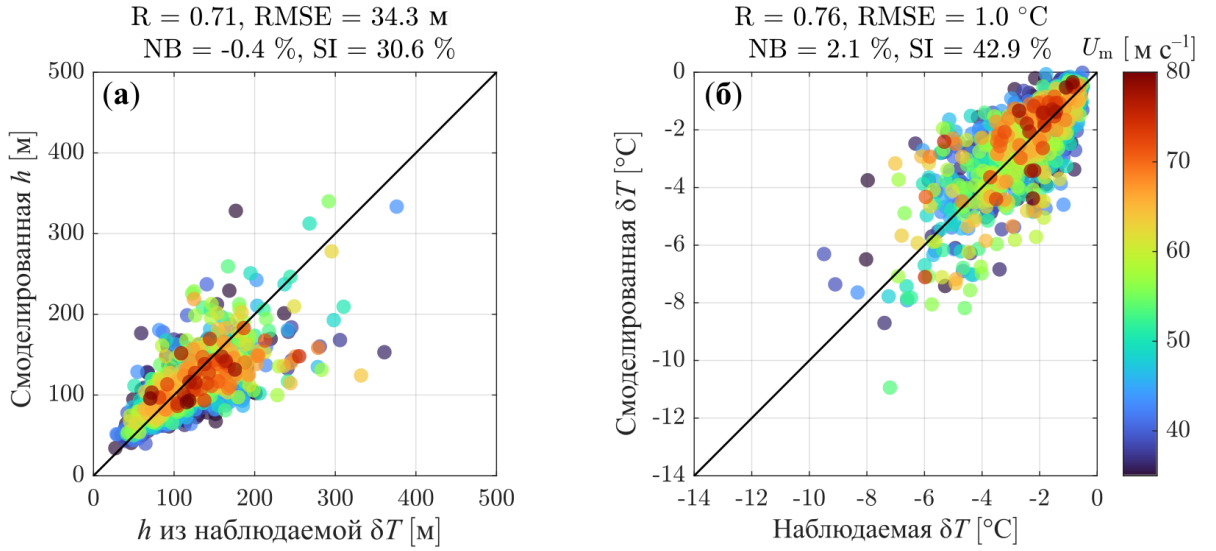 R = 0.71, RMSE = 34.3 м
NB = -0.4 %, SI = 30.6 %
(а)
Смоделированная h [м]
500
400
300
200
100
0
0 100 200 300 400 500
h из наблюдаемой δT [м]
R = 0.76, RMSE = 1.0 °C
NB = 2.1 %, SI = 42.9 %
(б)
Смоделированная δT [°C]
0
-2
-4
-6
-8
-10
-12
-14
-14 -12 -10 -8 -6 -4 -2 0
Наблюдаемая δT [°C]
Uₘ [м с⁻¹]
80
70
60
50
40